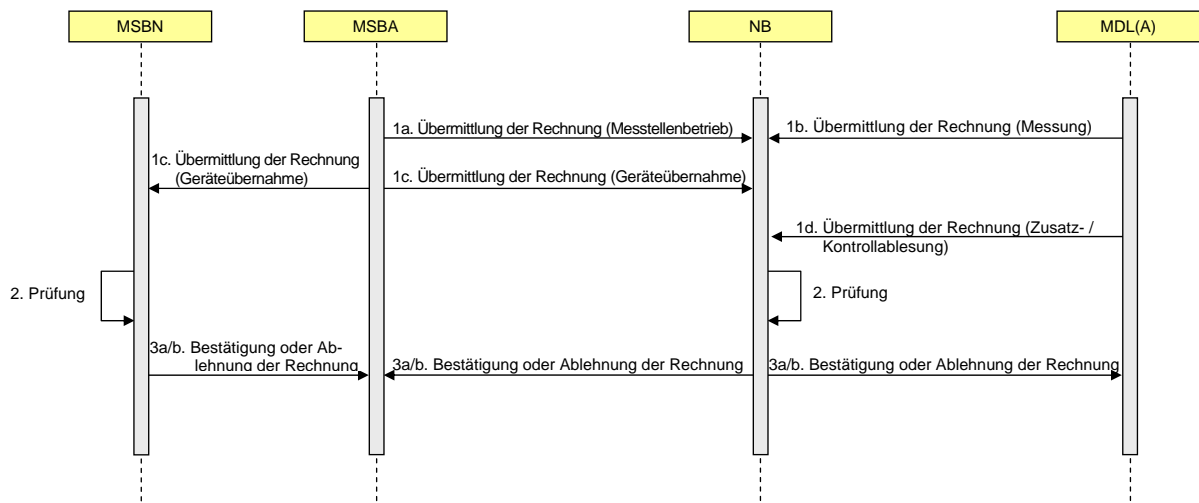 MSBN
MSBA
NB
MDL(A)
1a. Übermittlung der Rechnung (Messtellenbetrieb)
1b. Übermittlung der Rechnung (Messung)
1c. Übermittlung der Rechnung
(Geräteübernahme)
1c. Übermittlung der Rechnung (Geräteübernahme)
1d. Übermittlung der Rechnung (Zusatz- /
Kontrollablesung)
2. Prüfung
2. Prüfung
3a/b. Bestätigung oder Ab-
lehnung der Rechnung
3a/b. Bestätigung oder Ablehnung der Rechnung
3a/b. Bestätigung oder Ablehnung der Rechnung